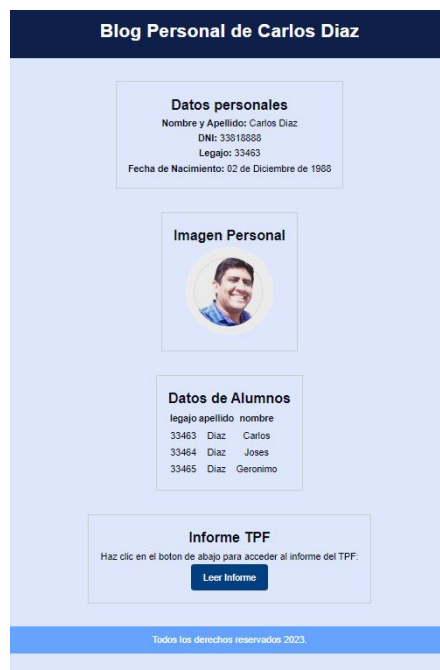 Blog Personal de Carlos Diaz
Datos personales
Nombre y Apellido: Carlos Diaz
DNI: 33818888
Legajo: 33463
Fecha de Nacimiento: 02 de Diciembre de 1988
Imagen Personal
Datos de Alumnos
legajo apellido nombre
33463 Diaz Carlos
33464 Diaz Joses
33465 Diaz Geronimo
Informe TPF
Haz clic en el boton de abajo para acceder al informe del TPF:
Leer Informe
Todos los derechos reservados 2023.